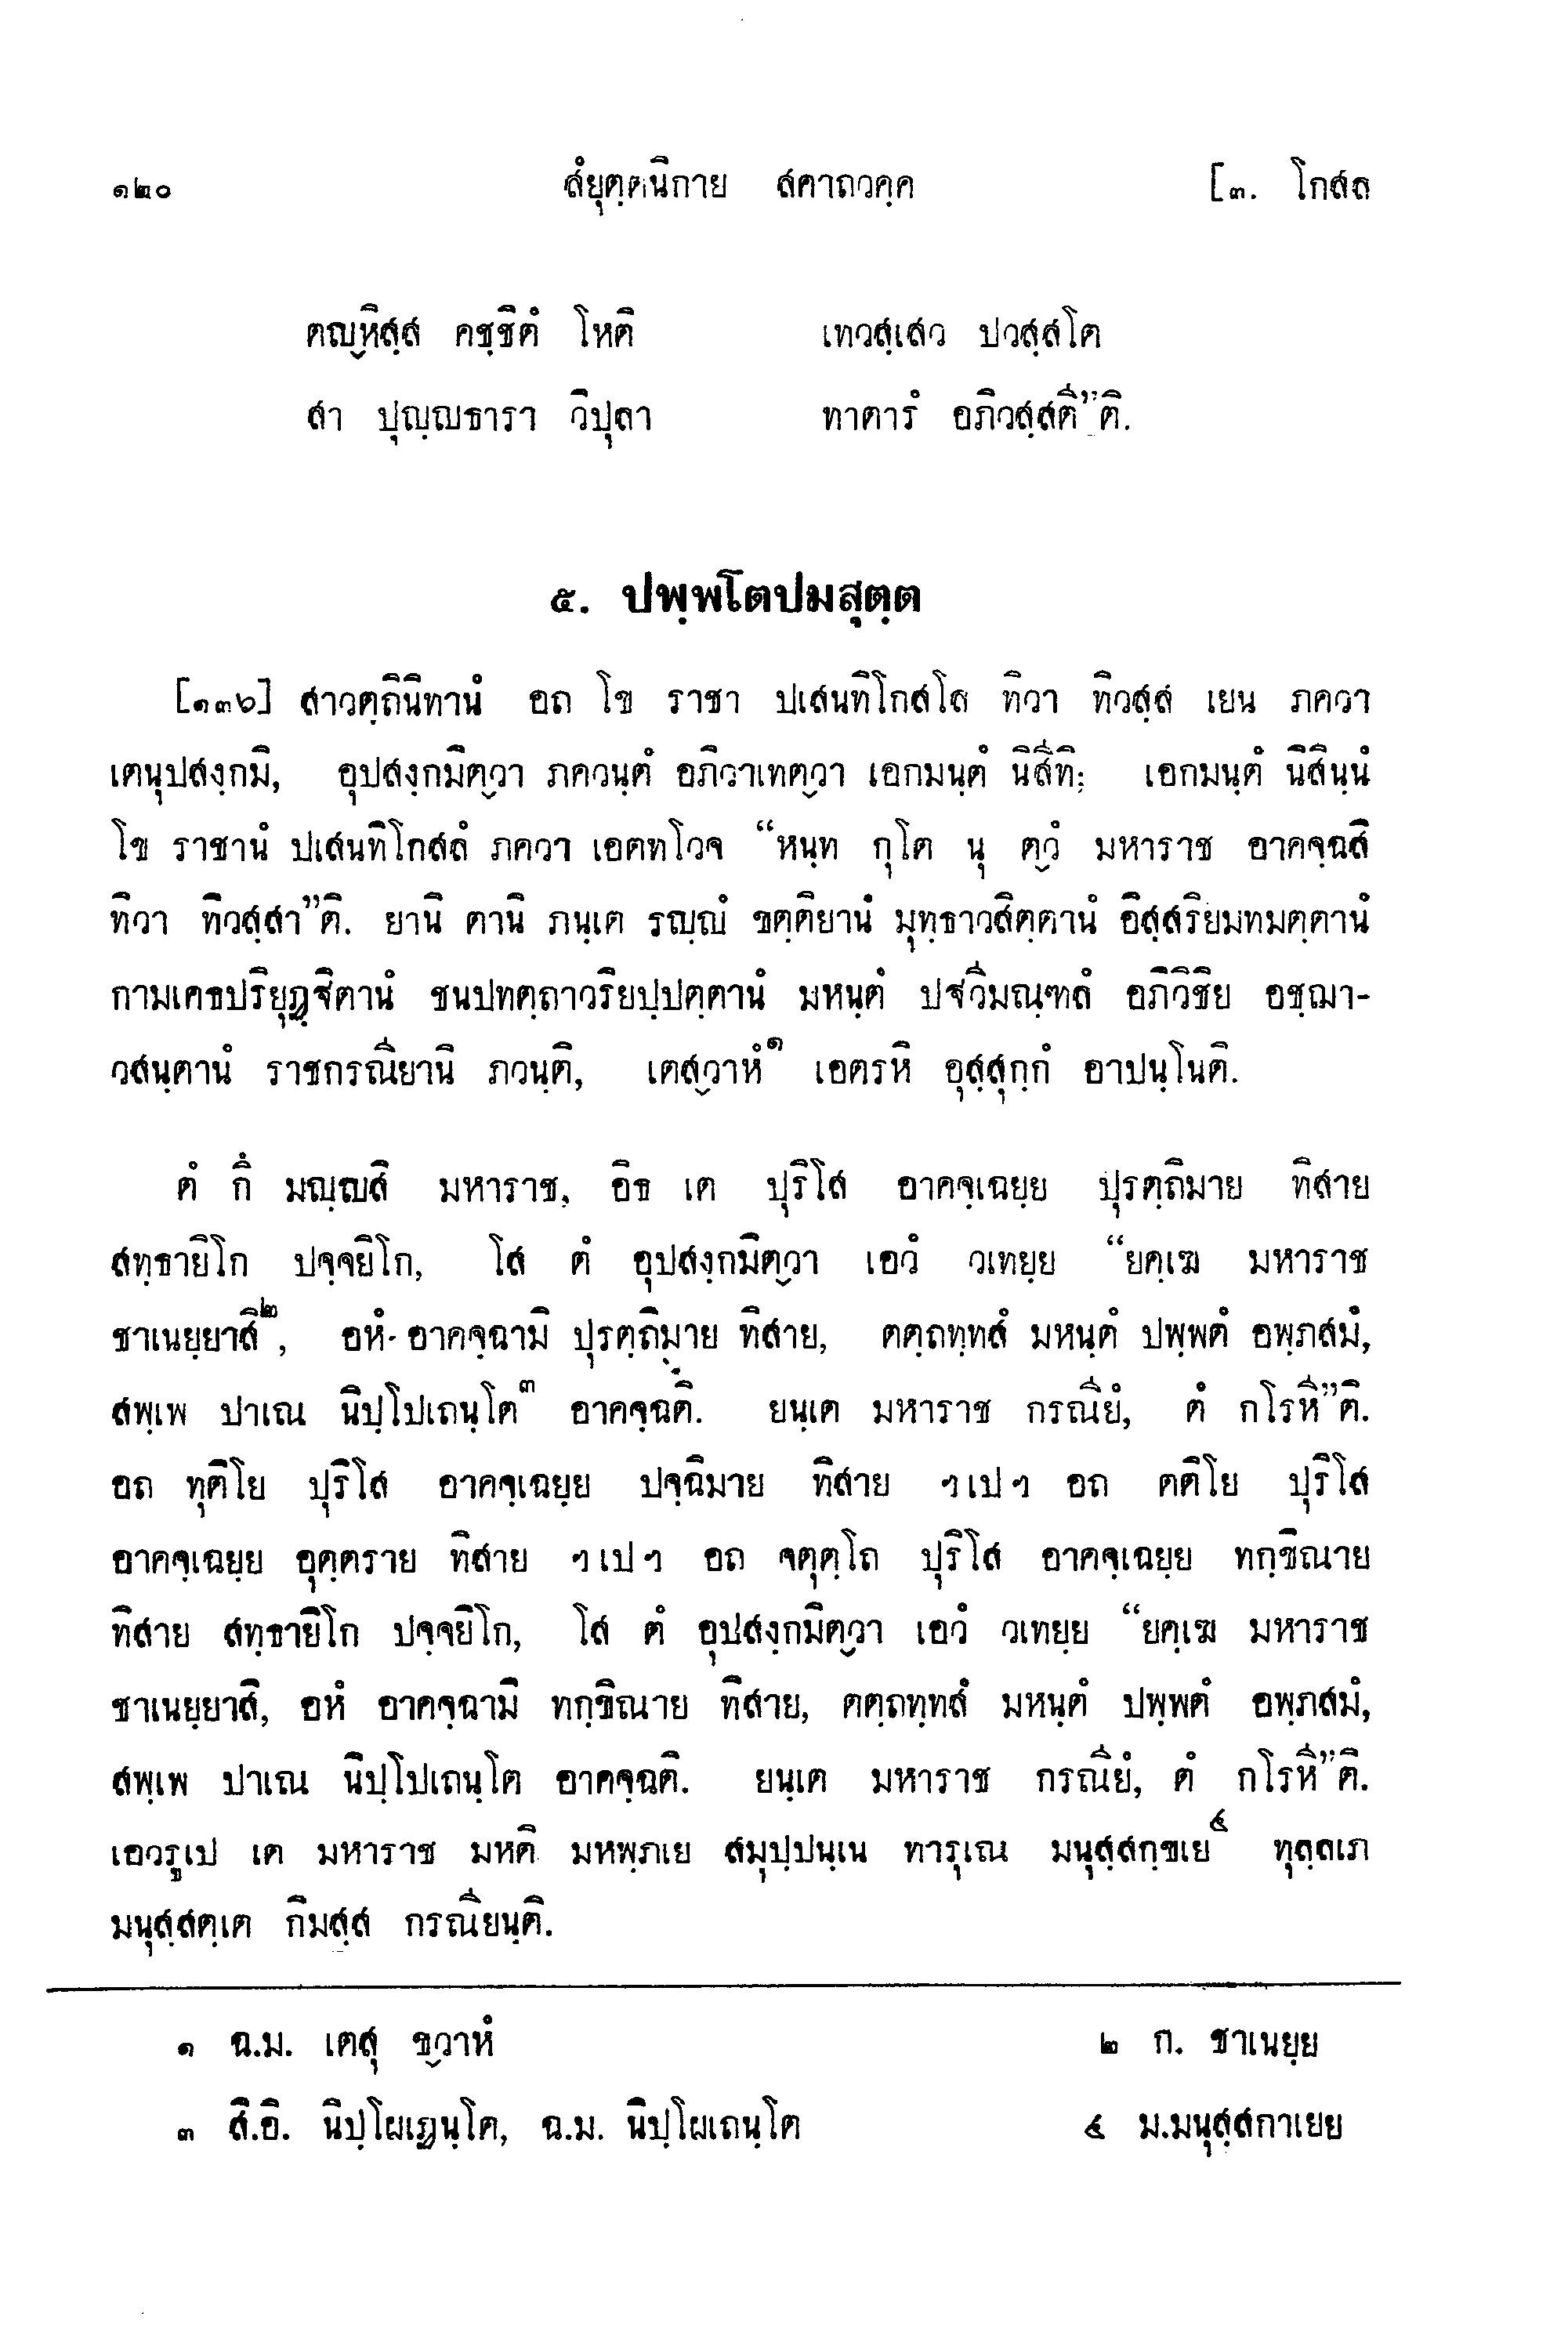 ๑๒๐ สํยุตฺตนิกาย สคาถวคฺค [๓. โกสล
ตญฺหิสฺส คชฺชิตํ โหติ เทวสฺเสว ปวสฺสโต
สา ปุญฺญธารา วิปุลา ทาตารํ อภิวสฺสตี”ติ.
๕. ปพฺพโตปมสุตฺต
[๑๓๖] สาวตฺถินิทานํ อถ โข ราชา ปเสนทิโกสโล ทิวา ทิวสฺส เยน ภควา
เตนุปสงฺกมิ, อุปสงฺกมิตฺวา ภควนฺตํ อภิวาเทตฺวา เอกมนฺตํ นิสีทิ; เอกมนฺตํ นิสินฺนํ
โข ราชานํ ปเสนทิโกสลํ ภควา เอตทโวจ “หนฺท กุโต นุ ตฺวํ มหาราช อาคจฺฉสิ
ทิวา ทิวสฺสา”ติ. ยานิ ตานิ ภนฺเต รญฺญํ ขตฺติยานํ มุทฺธาวสิตฺตานํ อิสฺสริยมทมตฺตานํ
กามเคธปริยุฏฺฐิตานํ ชนปทตฺถาวริยปฺปตฺตานํ มหนฺตํ ปฐวิมณฺฑลํ อภิวิชิย อชฺฌา-
วสนฺตานํ ราชกรณียานิ ภวนฺติ, เตสฺวาหํ๑ เอตรหิ อุสฺสุกฺกํ อาปนฺโนติ.
ตํ กึ มญฺญสิ มหาราช, อิธ เต ปุริโส อาคจฺเฉยฺย ปุรตฺถิมาย ทิสาย
สทฺธายิโก ปจฺจยิโก, โส ตํ อุปสงฺกมิตฺวา เอวํ วเทยฺย “ยคฺเฆ มหาราช
ชาเนยฺยาสิ๒, อหํ อาคจฺฉามิ ปุรตฺถิมาย ทิสาย, ตตฺถทฺทสํ มหนฺตํ ปพฺพตํ อพฺภสมํ,
สพฺเพ ปาเณ นิปฺโปเถนฺโต๓ อาคจฺฉติ. ยนฺเต มหาราช กรณียํ, ตํ กโรหี”ติ.
อถ ทุติโย ปุริโส อาคจฺเฉยฺย ปจฺฉิมาย ทิสาย ฯเปฯ อถ ตติโย ปุริโส
อาคจฺเฉยฺย อุตฺตราย ทิสาย ฯเปฯ อถ จตุตฺโถ ปุริโส อาคจฺเฉยฺย ทกฺขิณาย
ทิสาย สทฺธายิโก ปจฺจยิโก, โส ตํ อุปสงฺกมิตฺวา เอวํ วเทยฺย “ยคฺเฆ มหาราช
ชาเนยฺยาสิ, อหํ อาคจฺฉามิ ทกฺขิณาย ทิสาย, ตตฺถทฺทสํ มหนฺตํ ปพฺพตํ อพฺภสมํ,
สพฺเพ ปาเณ นิปฺโปเถนฺโต อาคจฺฉติ. ยนฺเต มหาราช กรณียํ, ตํ กโรหี”ติ.
เอวรูเป เต มหาราช มหติ มหพฺภเย สมุปฺปนฺเน ทารุเณ มนุสฺสกฺขเย๔ ทุลฺลเภ
มนุสฺสตฺเต กิมสฺส กรณียนฺติ.
๑ ฉ.ม. เตสุ ขฺวาหํ ๒ ก. ชาเนยฺย
๓ สี.อิ. นิปฺโผเฏนฺโต, ฉ.ม. นิปฺโผเถนฺโต ๔ ม.มนุสฺสกาเยย